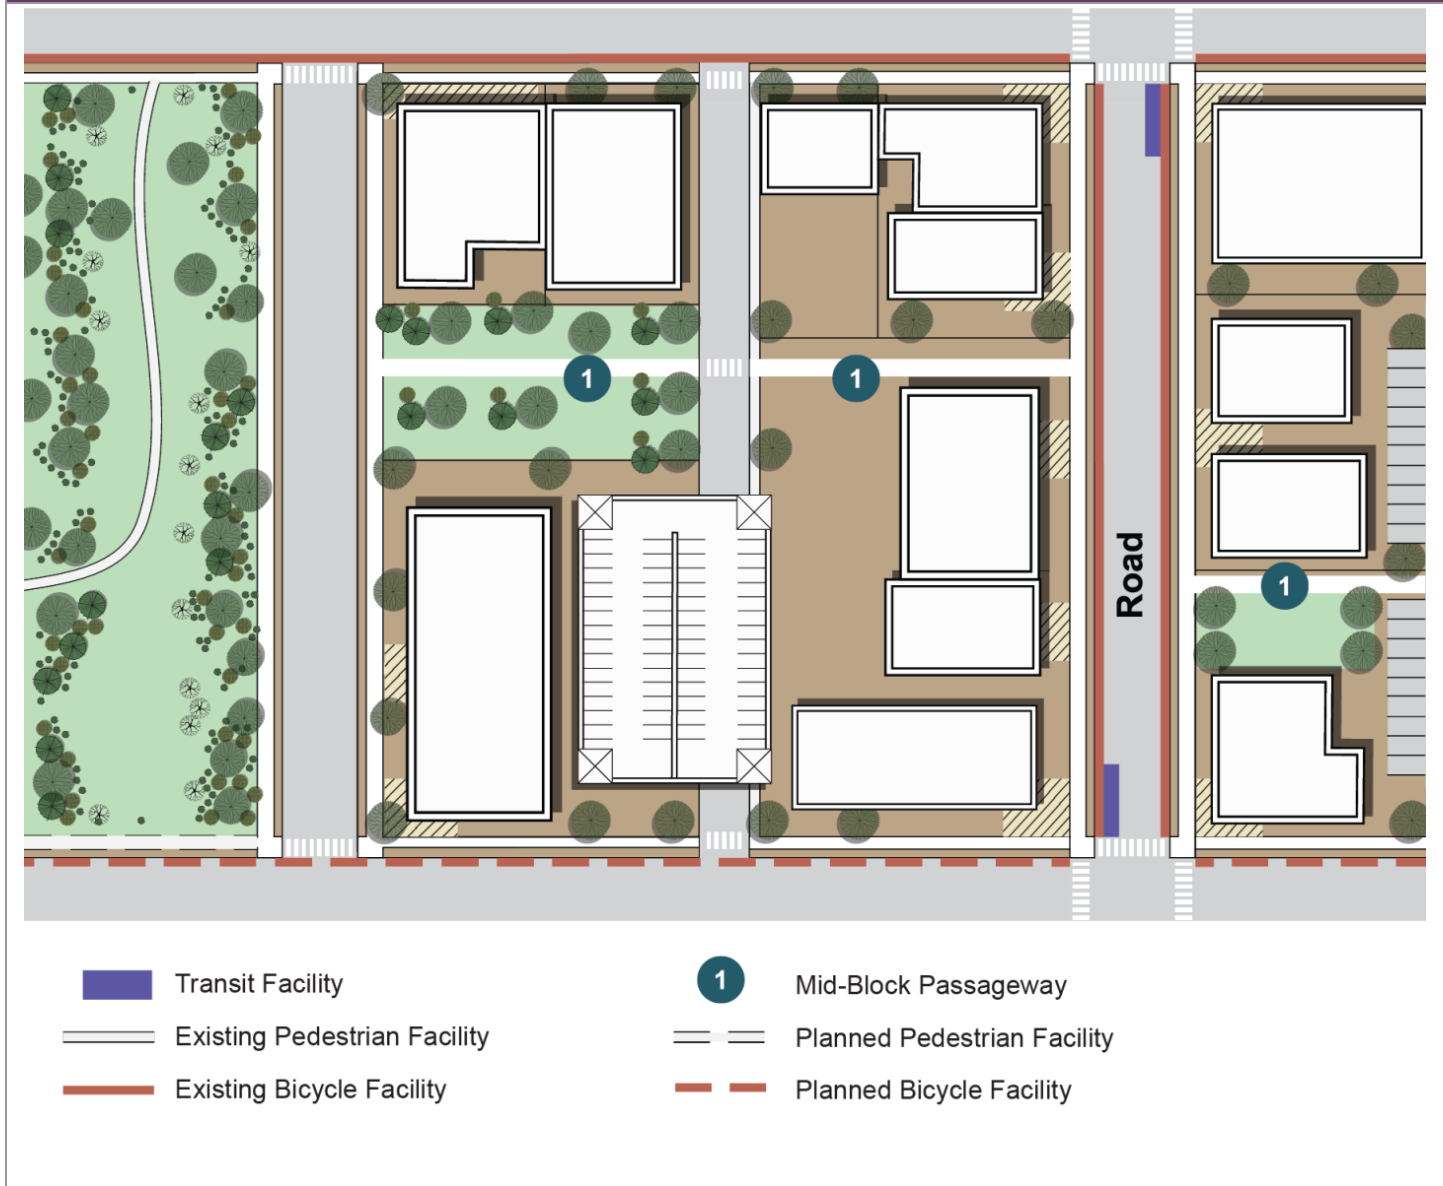 1
1
Road
1
Transit Facility
1 Mid-Block Passageway
Existing Pedestrian Facility
Planned Pedestrian Facility
Existing Bicycle Facility
Planned Bicycle Facility